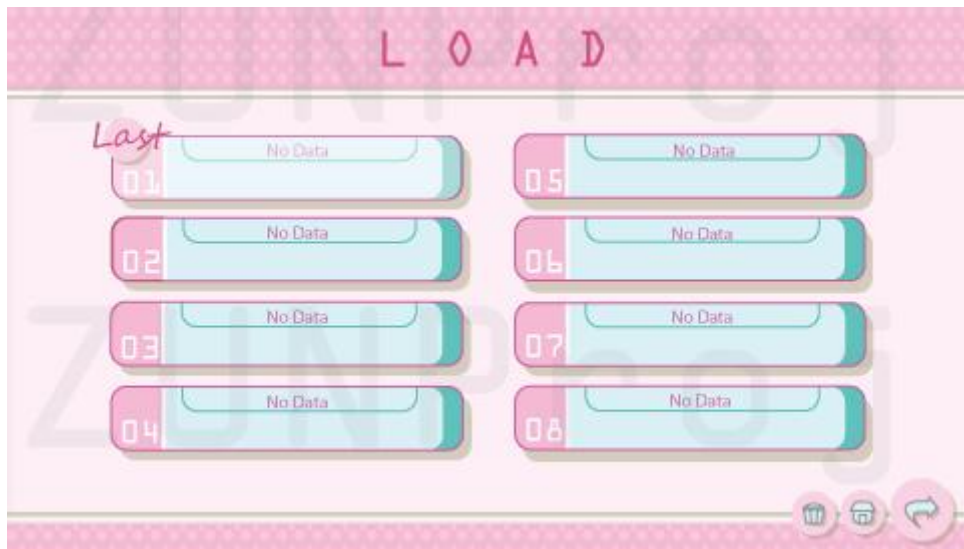 LOAD
Last
01
No Data
02
No Data
03
No Data
04
No Data
05
No Data
06
No Data
07
No Data
08
No Data
ZUNProj
ZUNProj